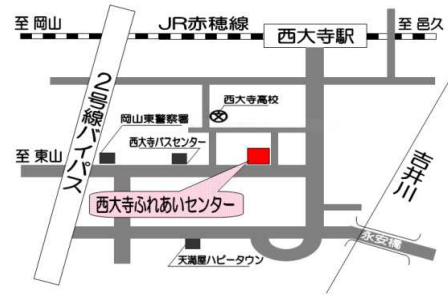 至 岡山
JR赤穂線
西大寺駅
至 邑久
2号線バイパス
西大寺高校
岡山東警察署
西大寺バスセンター
至 東山
西大寺ふれあいセンター
吉井川
永安橋
天満屋ハピータウン